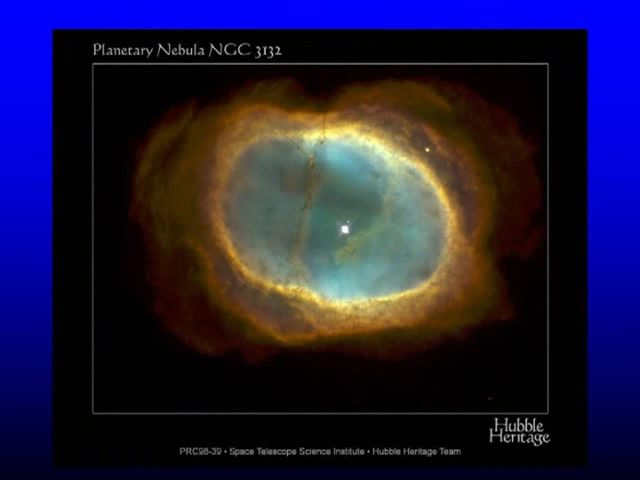 Planetary Nebula NGC 3132
Hubble
Heritage
PRC98-39 • Space Telescope Science Institute • Hubble Heritage Team